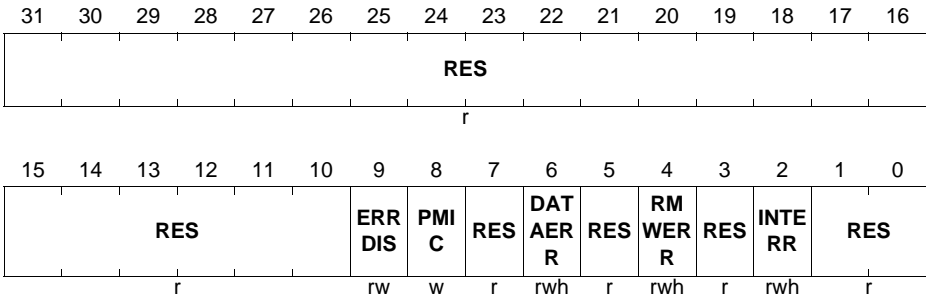 31 30 29 28 27 26 25 24 23 22 21 20 19 18 17 16
RES
r
15 14 13 12 11 10 9 8 7 6 5 4 3 2 1 0
RES
ERR
DIS
PMI
C
RES
DAT
AER
R
RES
RM
WER
R
RES
INTE
RR
RES
r rw w r rwh r rwh r rwh r